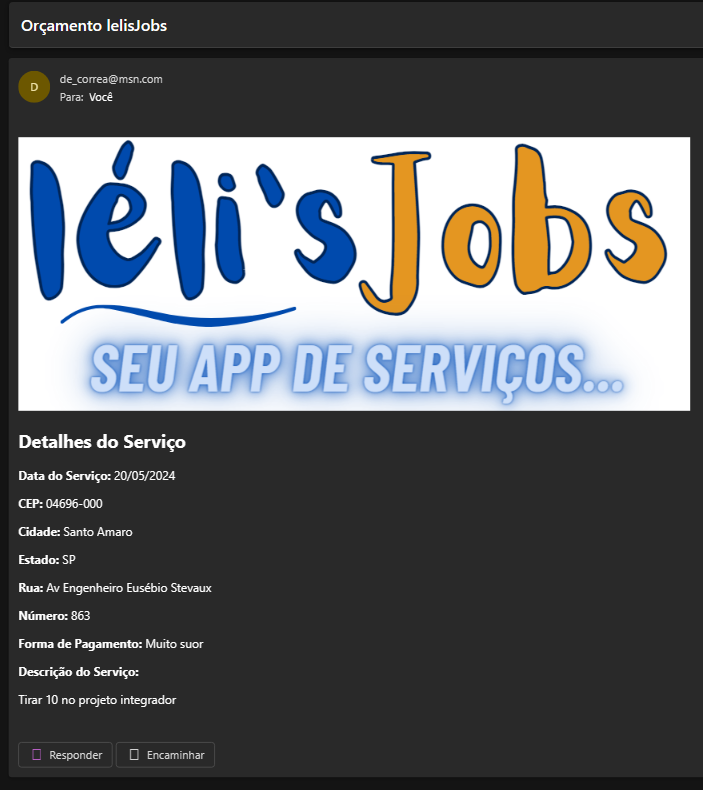 Orçamento lelisJobs
D
de_correa@msn.com
Para: Você
léli's Jobs
SEU APP DE SERVIÇOS...
Detalhes do Serviço
Data do Serviço: 20/05/2024
CEP: 04696-000
Cidade: Santo Amaro
Estado: SP
Rua: Av Engenheiro Eusébio Stevaux
Número: 863
Forma de Pagamento: Muito suor
Descrição do Serviço:
Tirar 10 no projeto integrador
Responder
Encaminhar